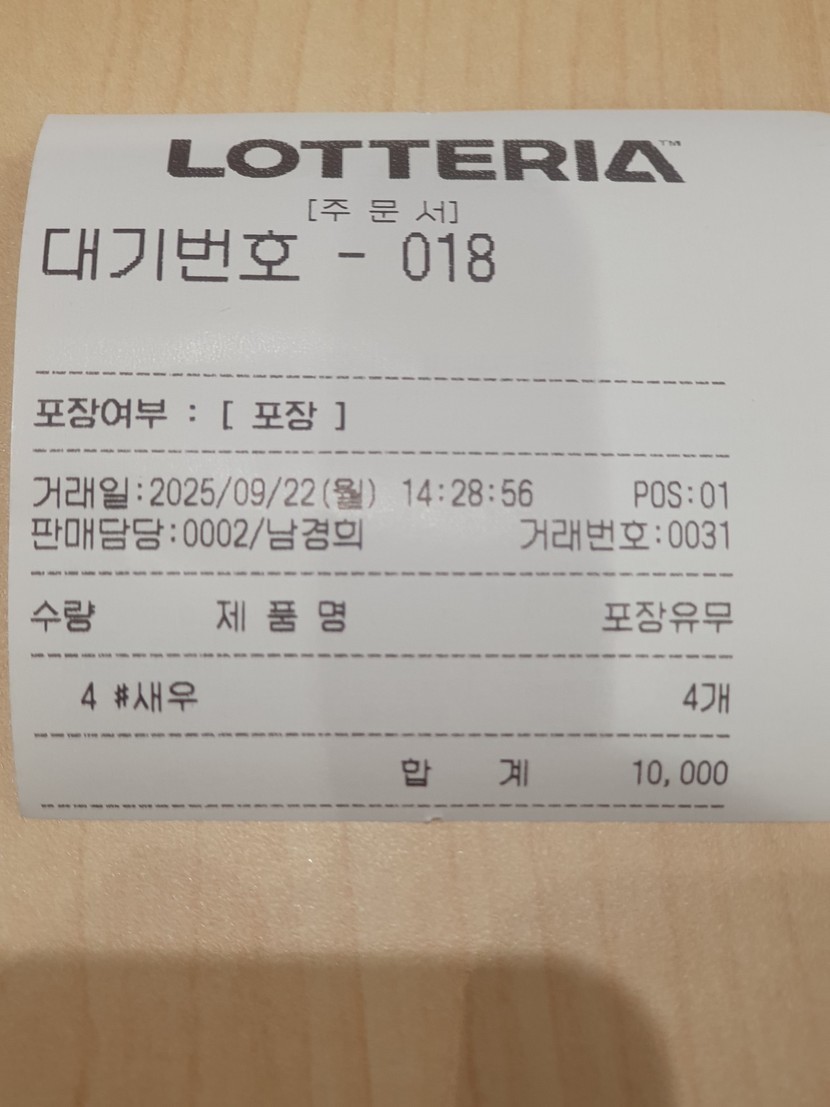 LOTTERIA™
[주 문 서]
대기번호 - 018
포장여부 : [ 포장 ]
거래일:2025/09/22(월) 14:28:56 POS:01
판매담당:0002/남경희 거래번호:0031
수량 제 품 명 포장유무
4 #새우 4개
합 계 10,000